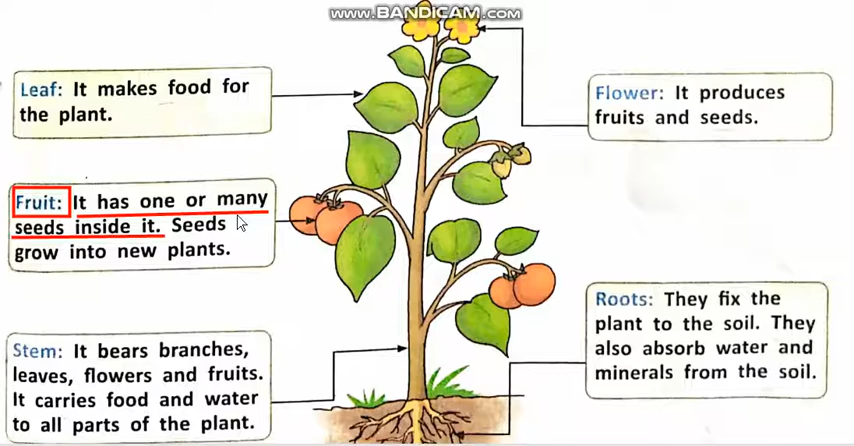 www.BANDICAM.com
Leaf: It makes food for
the plant.
Flower: It produces
fruits and seeds.
Fruit: It has one or many
seeds inside it. Seeds
grow into new plants.
Roots: They fix the
plant to the soil. They
also absorb water and
minerals from the soil.
Stem: It bears branches,
leaves, flowers and fruits.
It carries food and water
to all parts of the plant.